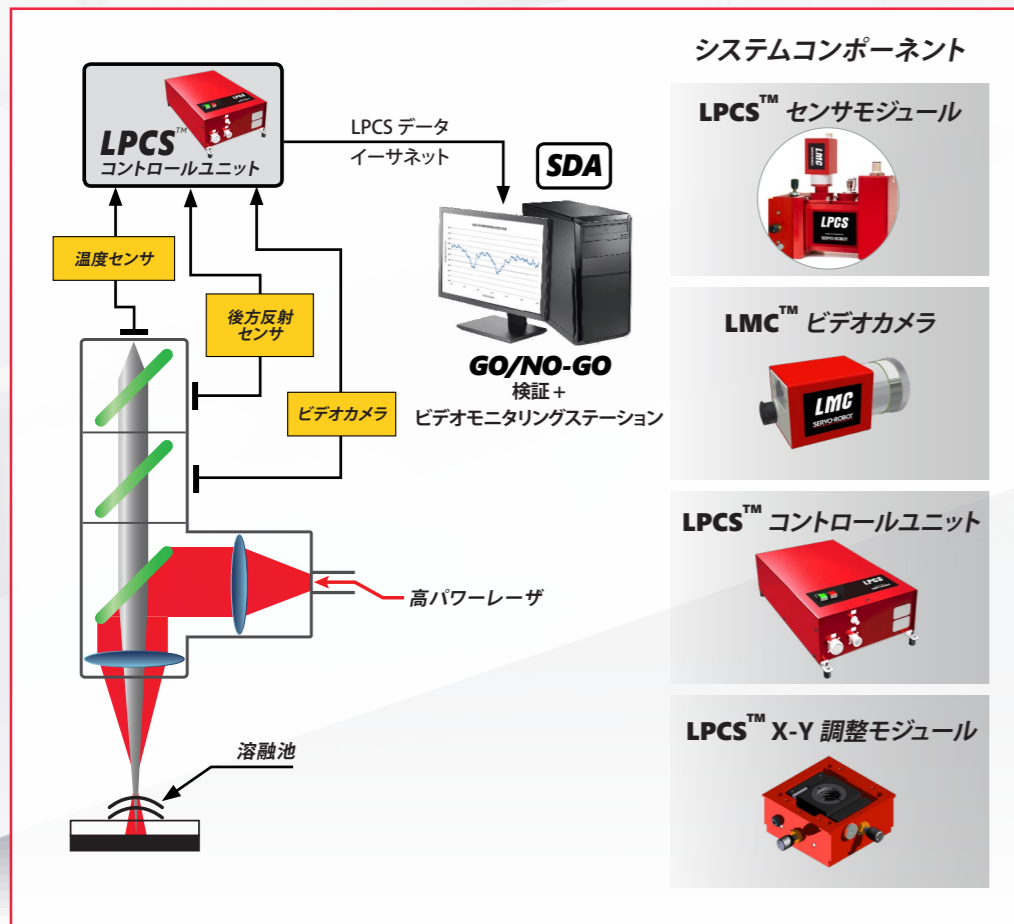 システムコンポーネント
LPCS™
コントロールユニット
LPCS データ
イーサネット
SDA
温度センサ
後方反射
センサ
ビデオカメラ
GO/NO-GO
検証 +
ビデオモニタリングステーション
高パワーレーザ
溶融池
LPCS™ センサモジュール
LMC
LPCS
SERVO-ROBOT
LMC™ ビデオカメラ
LMC
SERVO-ROBOT
LPCS™ コントロールユニット
LPCS
LPCS™ X-Y 調整モジュール